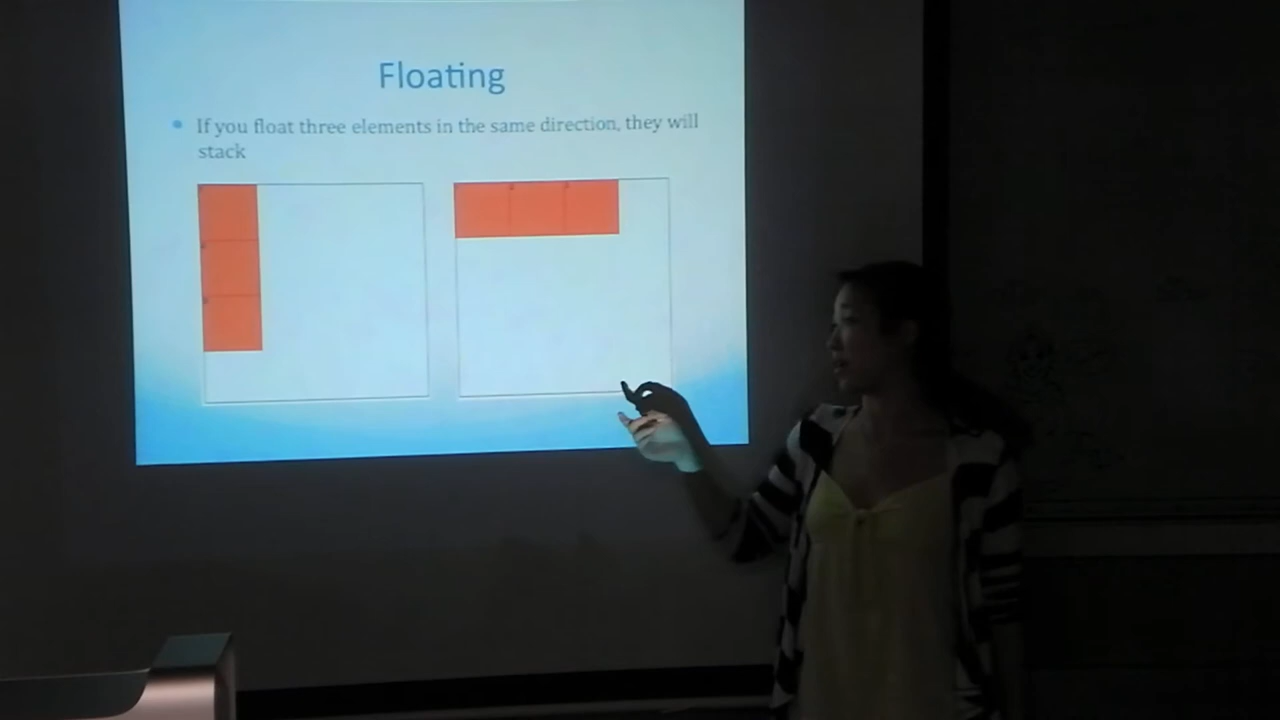 Floating
If you float three elements in the same direction, they will
stack